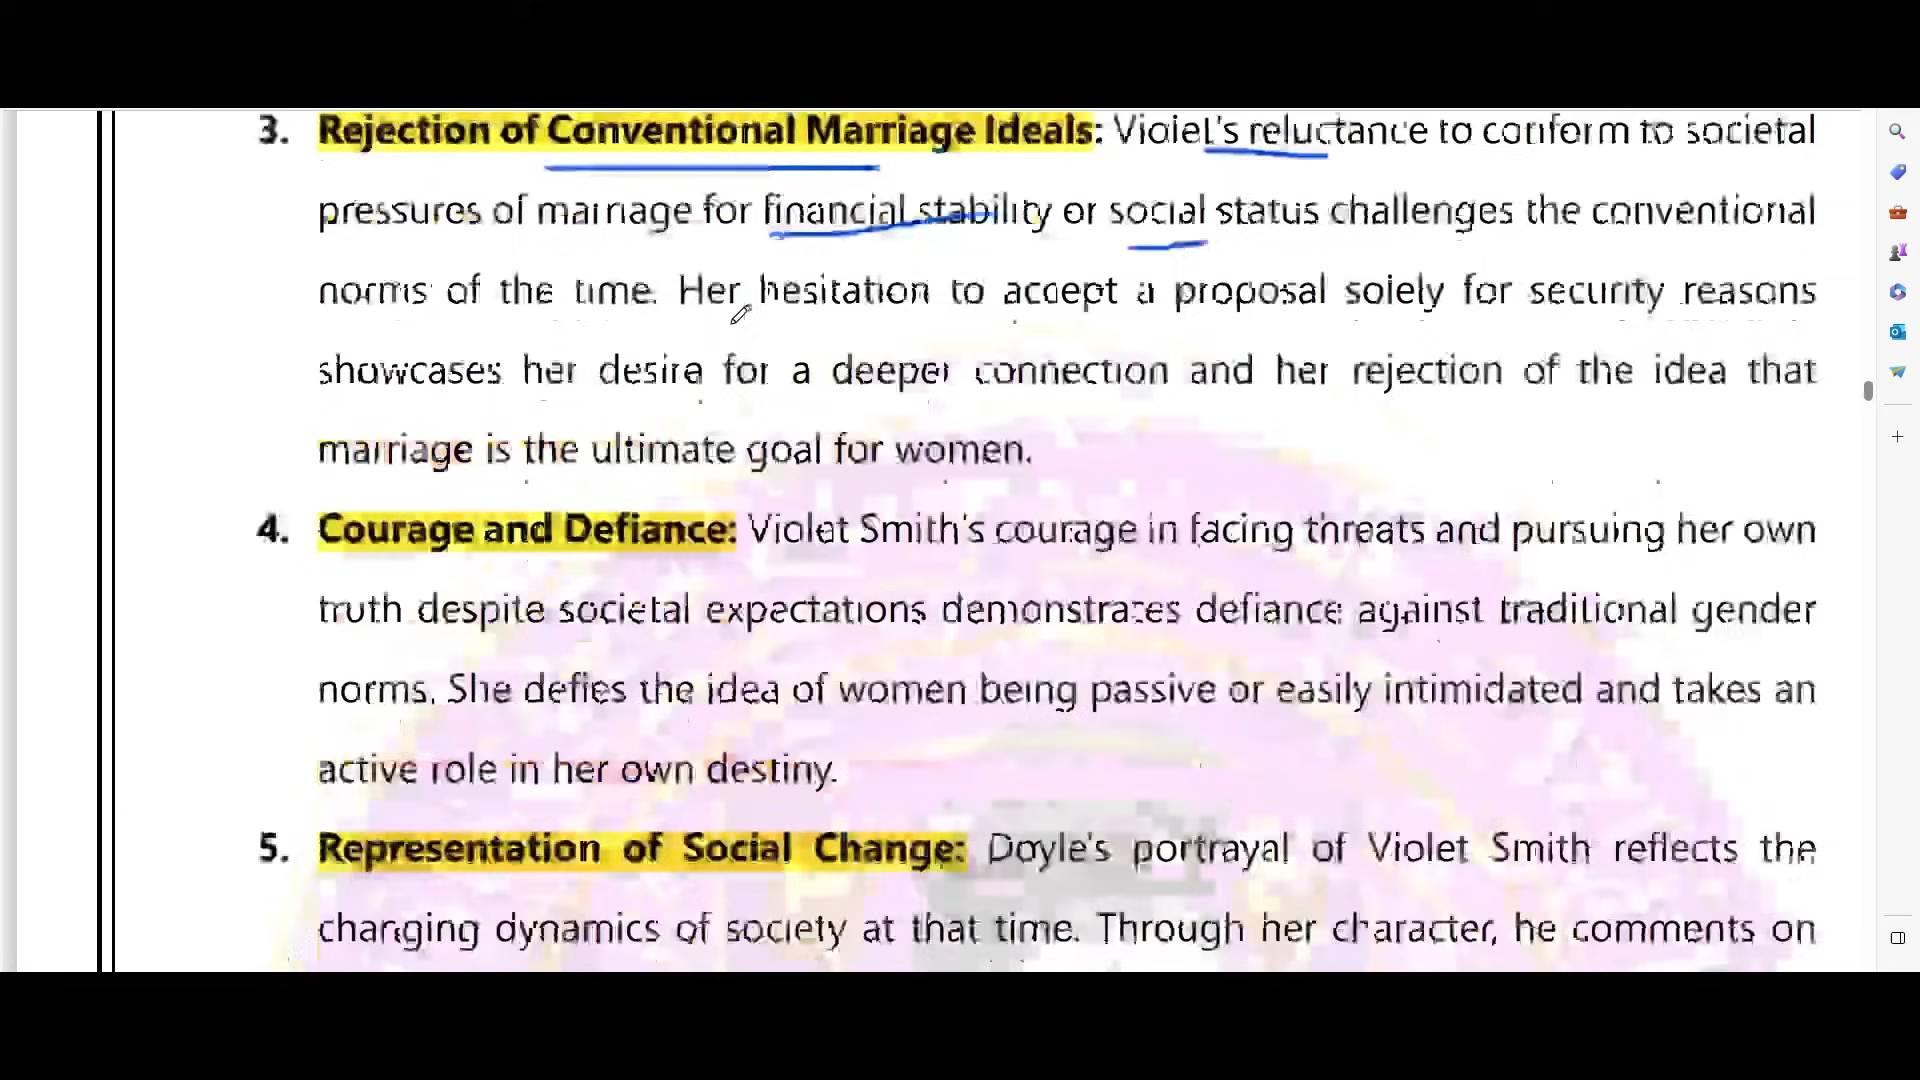 3. Rejection of Conventional Marriage Ideals: Violet's reluctance to conform to societal
pressures of marriage for financial stability or social status challenges the conventional
norms of the time. Her hesitation to accept a proposal solely for security reasons
showcases her desire for a deeper connection and her rejection of the idea that
marriage is the ultimate goal for women.
4. Courage and Defiance: Violet Smith's courage in facing threats and pursuing her own
truth despite societal expectations demonstrates defiance against traditional gender
norms. She defies the idea of women being passive or easily intimidated and takes an
active role in her own destiny.
5. Representation of Social Change: Doyle's portrayal of Violet Smith reflects the
changing dynamics of society at that time. Through her character, he comments on